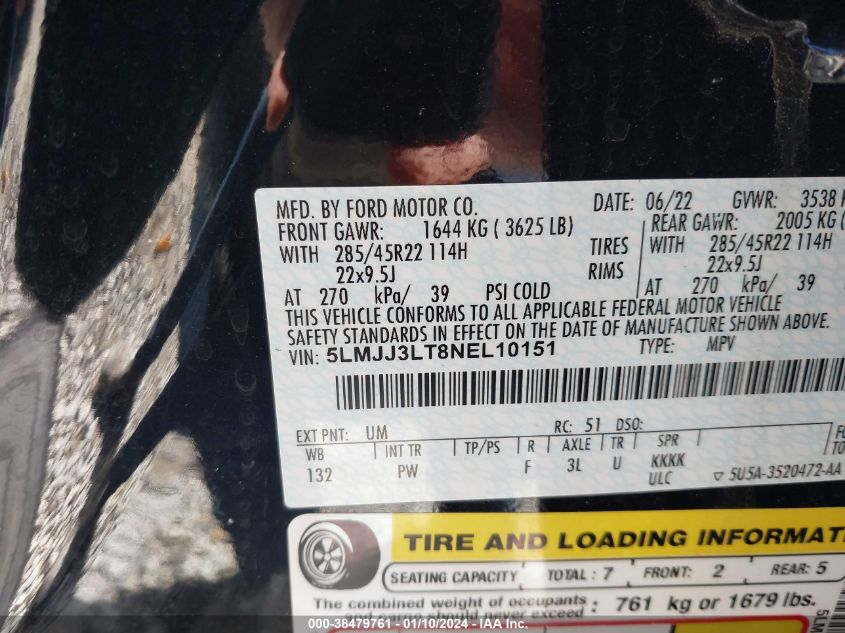 MFD. BY FORD MOTOR CO. DATE: 06/22 GVWR: 3538
FRONT GAWR: 1644 KG ( 3625 LB) REAR GAWR: 2005 KG (
WITH 285/45R22 114H TIRES WITH 285/45R22 114H
22x9.5J RIMS 22x9.5J
AT 270 kPa/ 39 PSI COLD AT 270 kPa/ 39
THIS VEHICLE CONFORMS TO ALL APPLICABLE FEDERAL MOTOR VEHICLE
SAFETY STANDARDS IN EFFECT ON THE DATE OF MANUFACTURE SHOWN ABOVE.
VIN: 5LMJJ3LT8NEL10151 TYPE: MPV
EXT PNT: UM RC: 51 DSO:
WB INT TR TP/PS R AXLE TR SPR
132 PW F 3L U KKKK
ULC ▽ 5U5A-3520472-AA
TIRE AND LOADING INFORMAT
SEATING CAPACITY TOTAL : 7 FRONT: 2 REAR: 5
The combined weight of occupants : 761 kg or 1679 lbs.
and cargo should never exceed
000-38479761 - 01/10/2024 - IAA Inc.